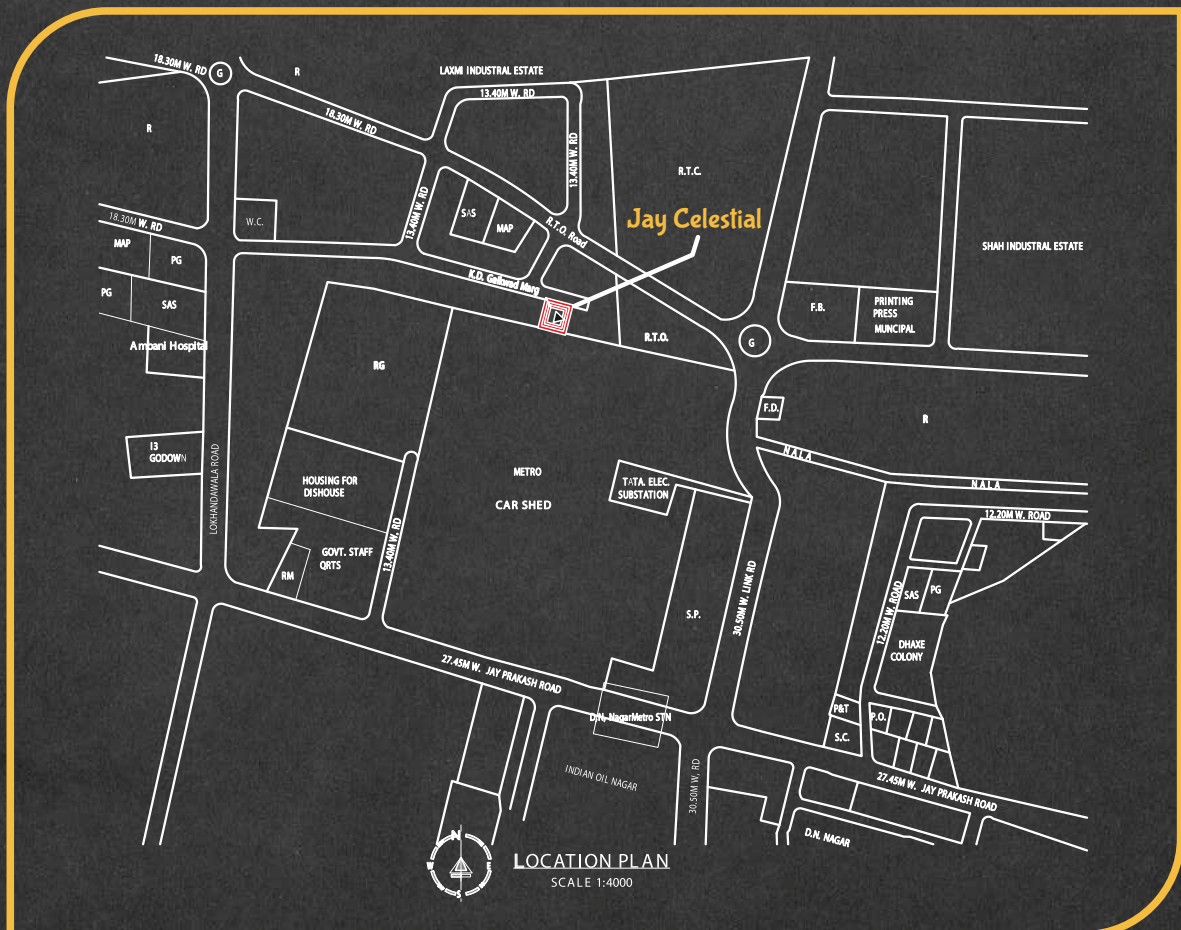 18.30M W. RD
G
R
LAXMI INDUSTRAL ESTATE
13.40M W. RD
18.30M W. RD
R
13.40M W. RD
R.T.C.
13.40M W. RD
SAS
MAP
R.T.O. Road
Jay Celestial
18.30M W. RD
W.C.
MAP
PG
SHAH INDUSTRIAL ESTATE
K.D. Gaikwad Marg
PG
SAS
F.B.
PRINTING
PRESS
MUNCIPAL
Ambani Hospital
R.T.O.
G
RG
F.D.
R
13
GODOWN
NALA
METRO
CAR SHED
HOUSING FOR
DISHOUSE
TATA. ELEC.
SUBSTATION
NALA
LOKHANDAWALA ROAD
12.20M W. ROAD
13.40M W. RD
GOVT. STAFF
QRTS
RM
30.50M W. LINK RD
S.P.
12.20M W. ROAD
SAS
PG
DHAXE
COLONY
27.45M W. JAY PRAKASH ROAD
D.N. NagarMetro STN
P&T
P.O.
S.C.
INDIAN OIL NAGAR
30.50M W. RD
27.45M W. JAY PRAKASH ROAD
D.N. NAGAR
N
W
E
S
LOCATION PLAN
SCALE 1:4000